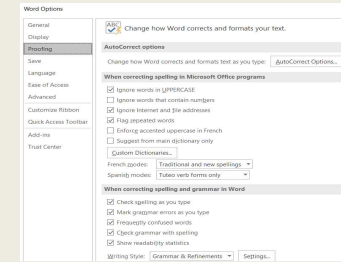 Word Options
General
Display
Proofing
Save
Language
Ease of Access
Advanced
Customize Ribbon
Quick Access Toolbar
Add-ins
Trust Center
ABC
Change how Word corrects and formats your text.
AutoCorrect options
Change how Word corrects and formats text as you type: AutoCorrect Options...
When correcting spelling in Microsoft Office programs
Ignore words in UPPERCASE
Ignore words that contain numbers
Ignore Internet and file addresses
Flag repeated words
Enforce accented uppercase in French
Suggest from main dictionary only
Custom Dictionaries...
French modes: Traditional and new spellings
Spanish modes: Tuteo verb forms only
When correcting spelling and grammar in Word
Check spelling as you type
Mark grammar errors as you type
Frequently confused words
Check grammar with spelling
Show readability statistics
Writing Style: Grammar & Refinements Settings...